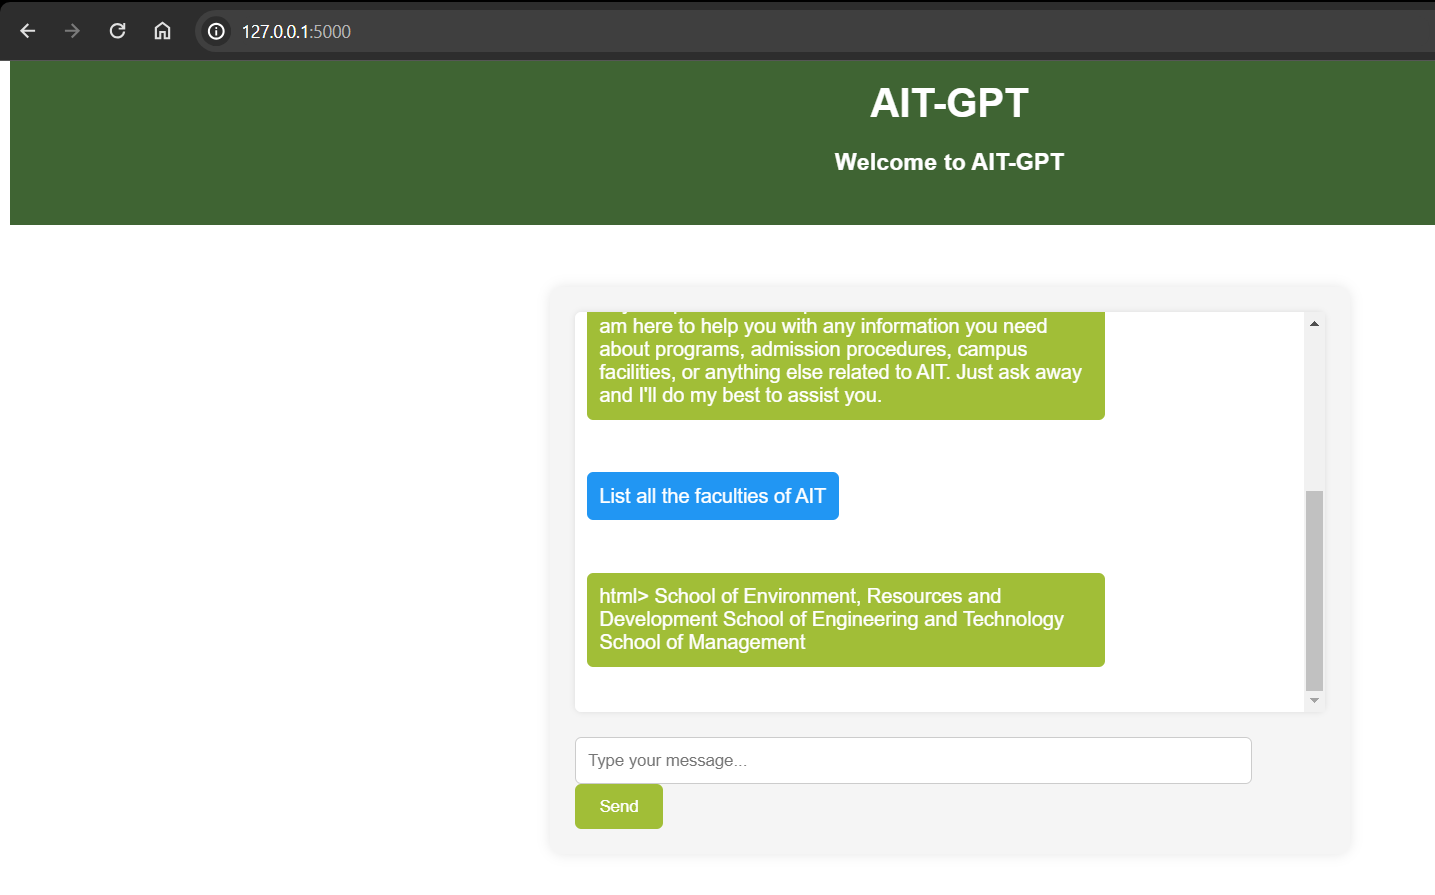 127.0.0.1:5000
AIT-GPT
Welcome to AIT-GPT
am here to help you with any information you need
about programs, admission procedures, campus
facilities, or anything else related to AIT. Just ask away
and I'll do my best to assist you.
List all the faculties of AIT
html> School of Environment, Resources and
Development School of Engineering and Technology
School of Management
Type your message...
Send